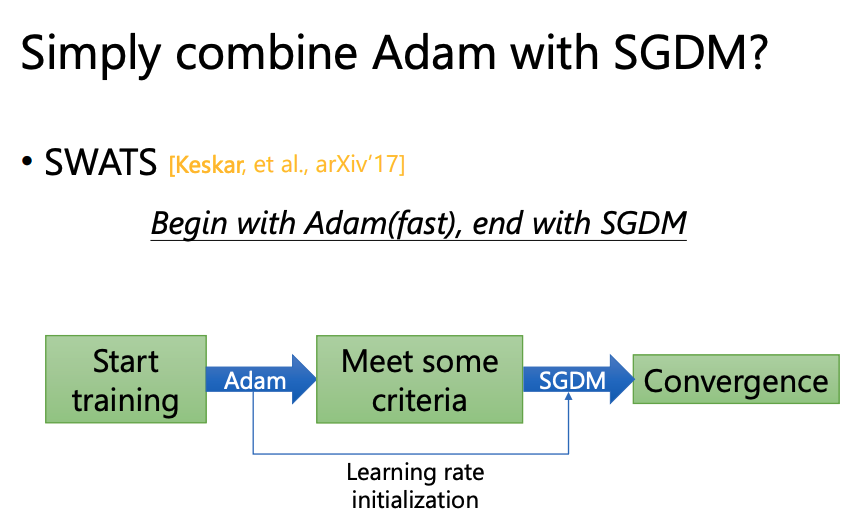 Simply combine Adam with SGDM?
• SWATS [Keskar, et al., arXiv'17]
Begin with Adam(fast), end with SGDM
Start
training
Adam
Meet some
criteria
SGDM
Convergence
Learning rate
initialization